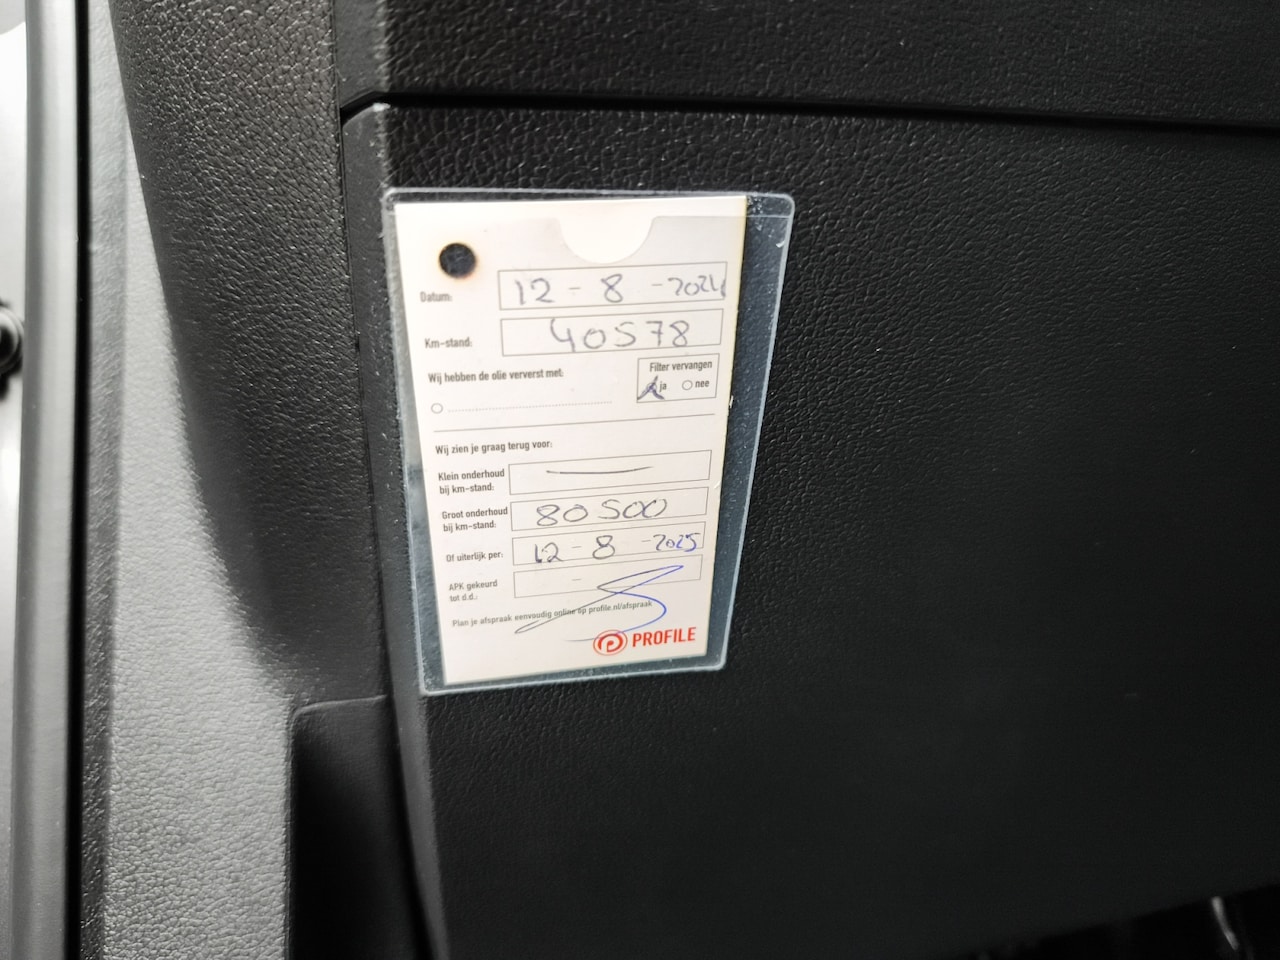 Datum: 12 - 8 - 2024
Km-stand: 40578
Wij hebben de olie ververst met:
Filter vervangen
ja nee
Wij zien je graag terug voor:
Klein onderhoud
bij km-stand: —
Groot onderhoud
bij km-stand: 80500
Of uiterlijk per: 12 - 8 - 2025
APK gekeurd
tot d.d.: -
Plan je afspraak eenvoudig online op profile.nl/afspraak
PROFILE